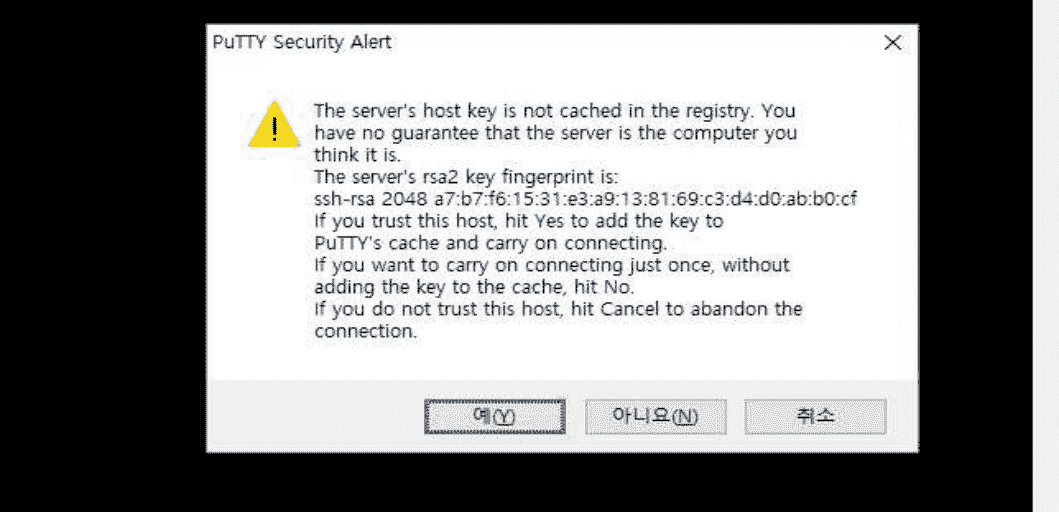 PuTTY Security Alert
The server's host key is not cached in the registry. You
have no guarantee that the server is the computer you
think it is.
The server's rsa2 key fingerprint is:
ssh-rsa 2048 a7:b7:f6:15:31:e3:a9:13:81:69:c3:d4:d0:ab:b0:cf
If you trust this host, hit Yes to add the key to
PuTTY's cache and carry on connecting.
If you want to carry on connecting just once, without
adding the key to the cache, hit No.
If you do not trust this host, hit Cancel to abandon the
connection.
예(Y) 아니요(N) 취소